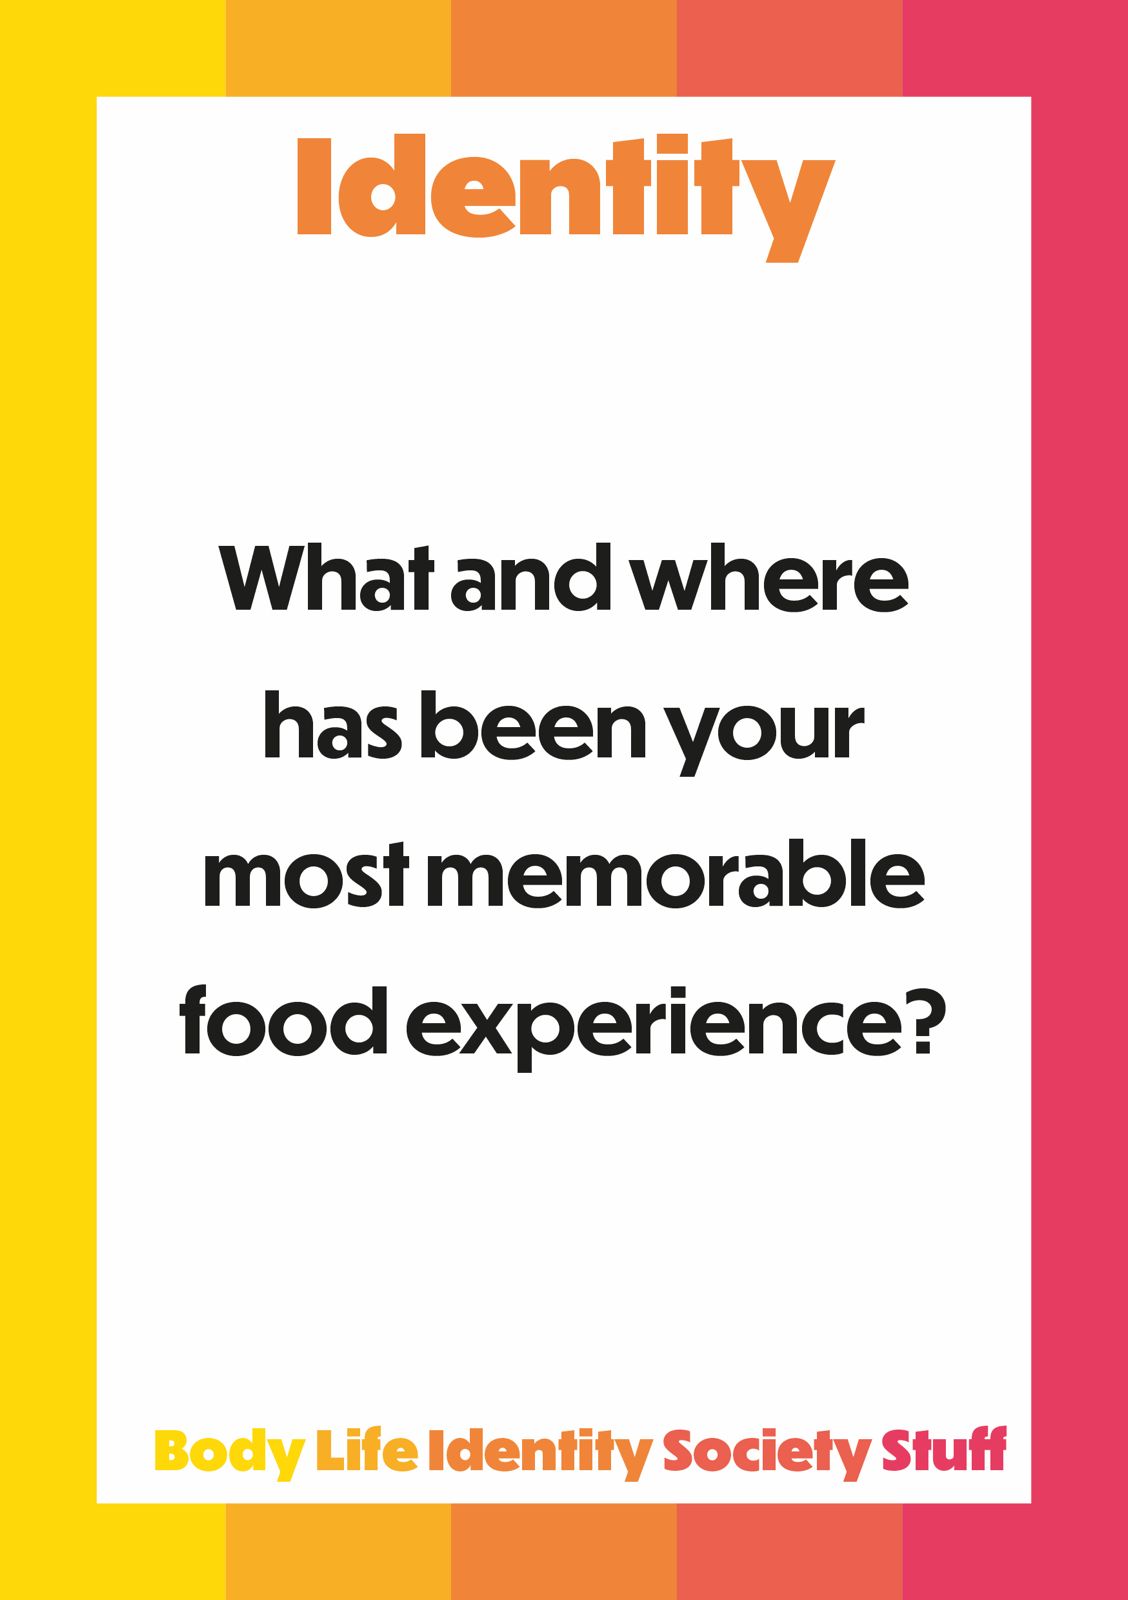 Identity
What and where
has been your
most memorable
food experience?
Body Life Identity Society Stuff